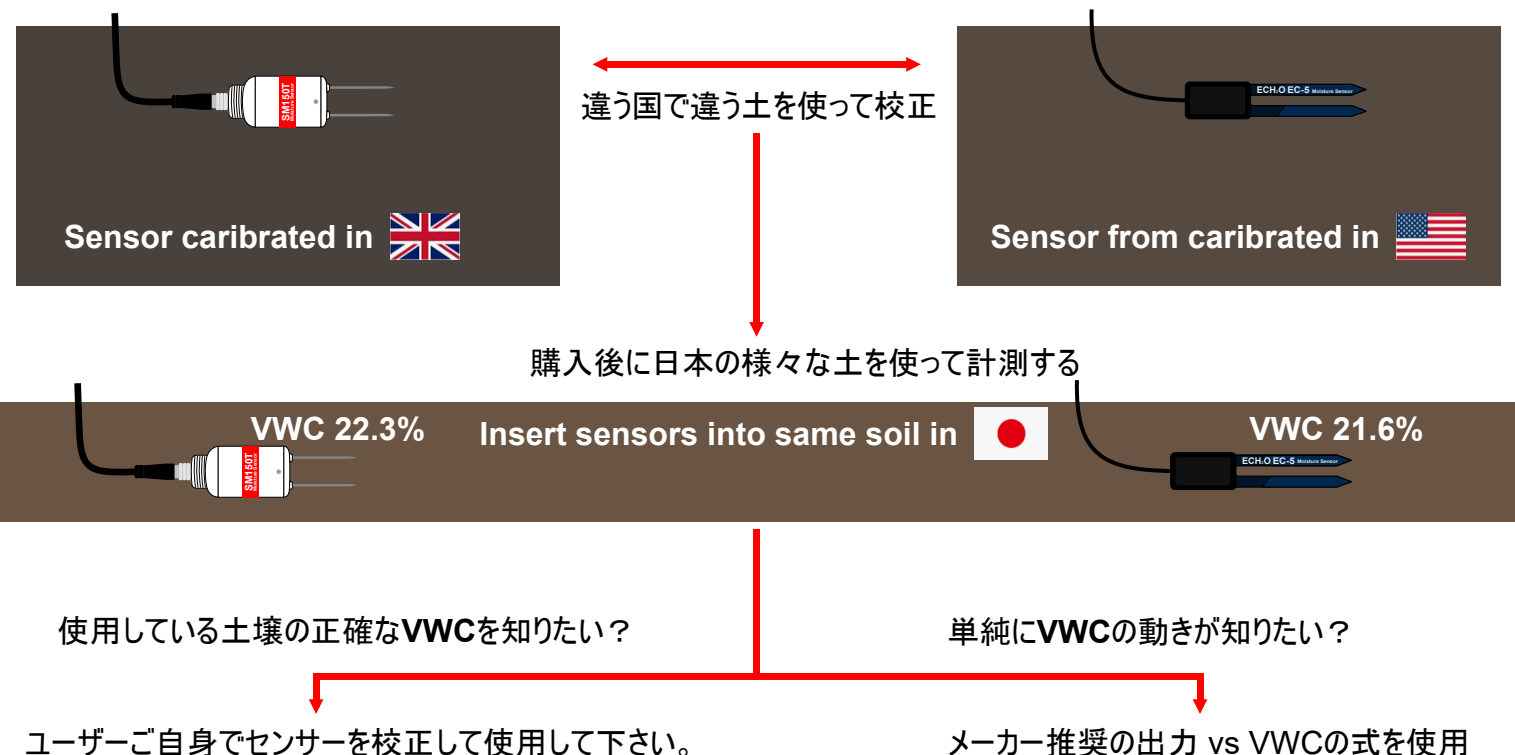 SM150T
Moisture Sensor
ECH₂O EC-5 Moisture Sensor
違う国で違う土を使って校正
Sensor caribrated in
Sensor from caribrated in
購入後に日本の様々な土を使って計測する
VWC 22.3%
Insert sensors into same soil in
VWC 21.6%
SM150T
Moisture Sensor
ECH₂O EC-5 Moisture Sensor
使用している土壌の正確なVWCを知りたい？
単純にVWCの動きが知りたい？
ユーザーご自身でセンサーを校正して使用して下さい。
メーカー推奨の出力 vs VWCの式を使用